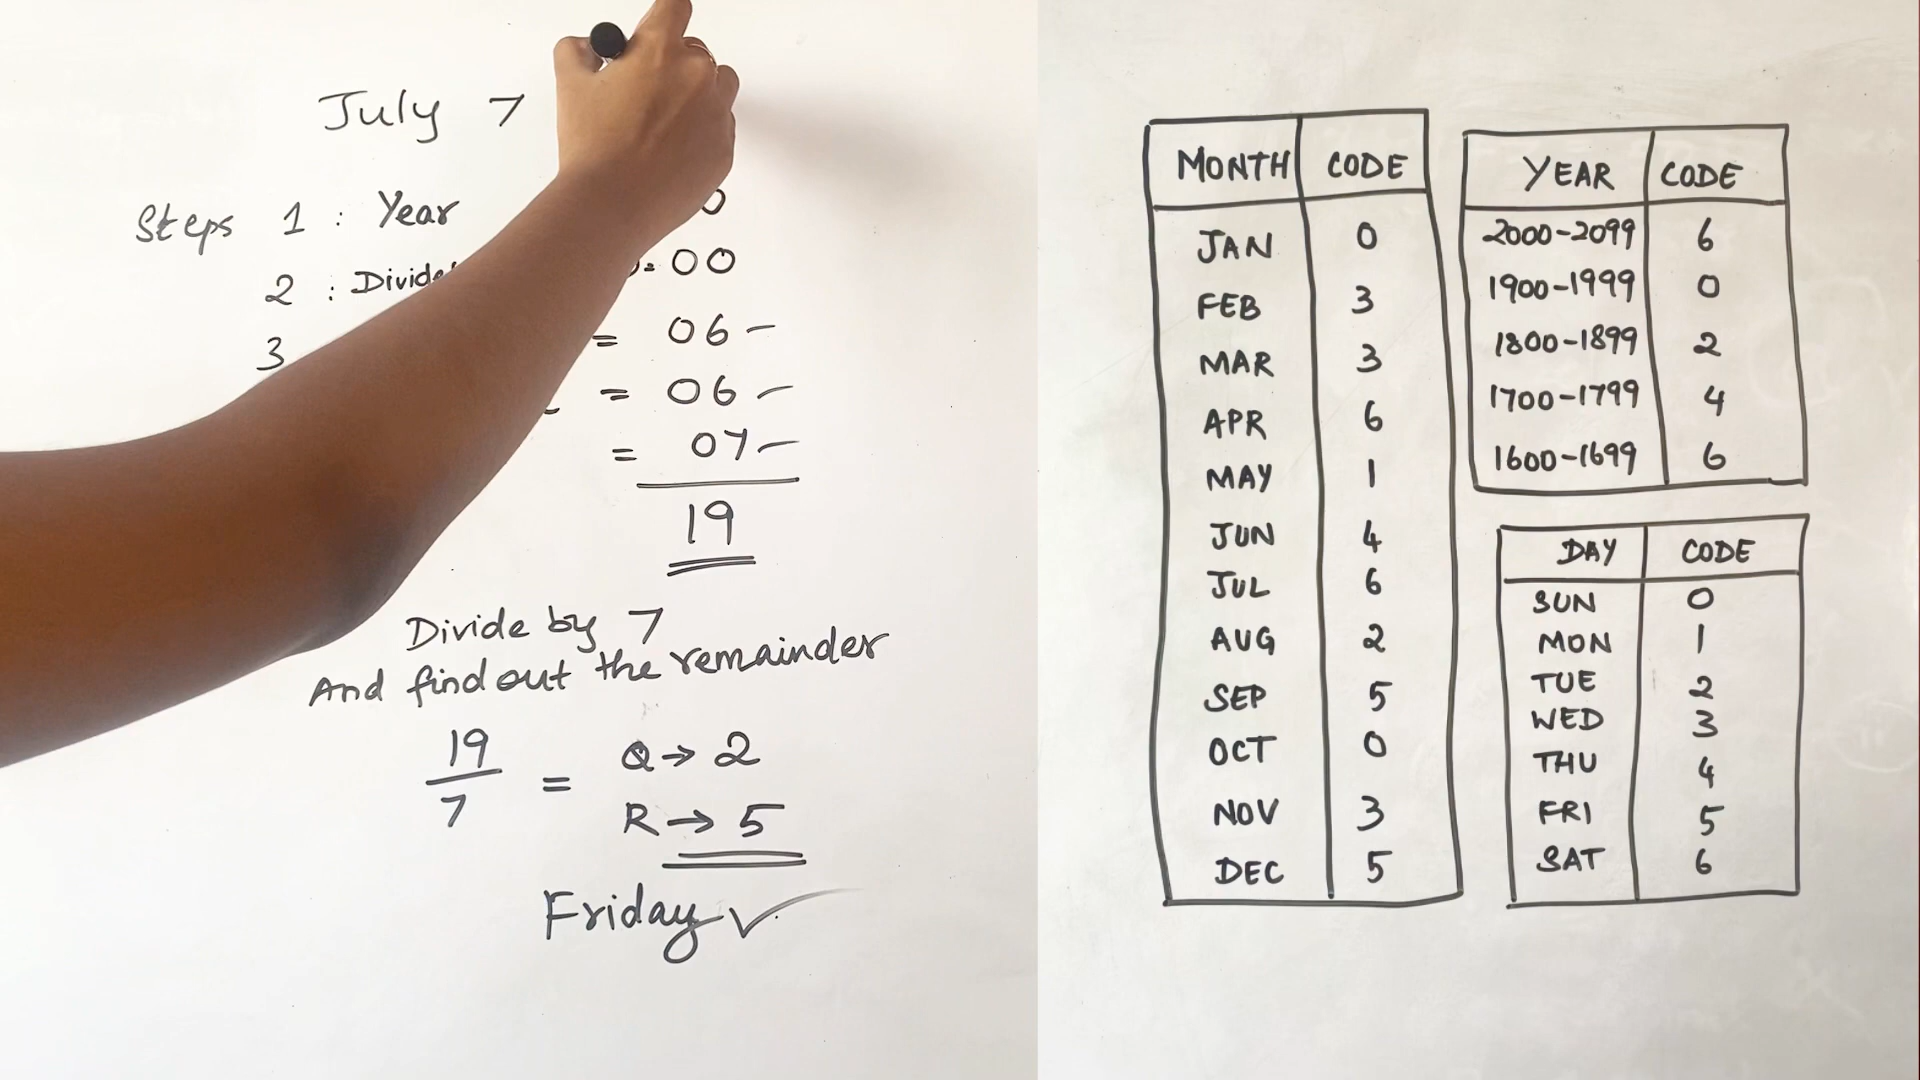 July 7
Steps 1 : Year
2 : Divide 00
3 = 06 -
= 06 -
= 07 -
19
Divide by 7
And find out the remainder
19/7 = Q → 2
R → 5
Friday ✓
MONTH CODE
JAN 0
FEB 3
MAR 3
APR 6
MAY 1
JUN 4
JUL 6
AUG 2
SEP 5
OCT 0
NOV 3
DEC 5
YEAR CODE
2000-2099 6
1900-1999 0
1800-1899 2
1700-1799 4
1600-1699 6
DAY CODE
SUN 0
MON 1
TUE 2
WED 3
THU 4
FRI 5
SAT 6